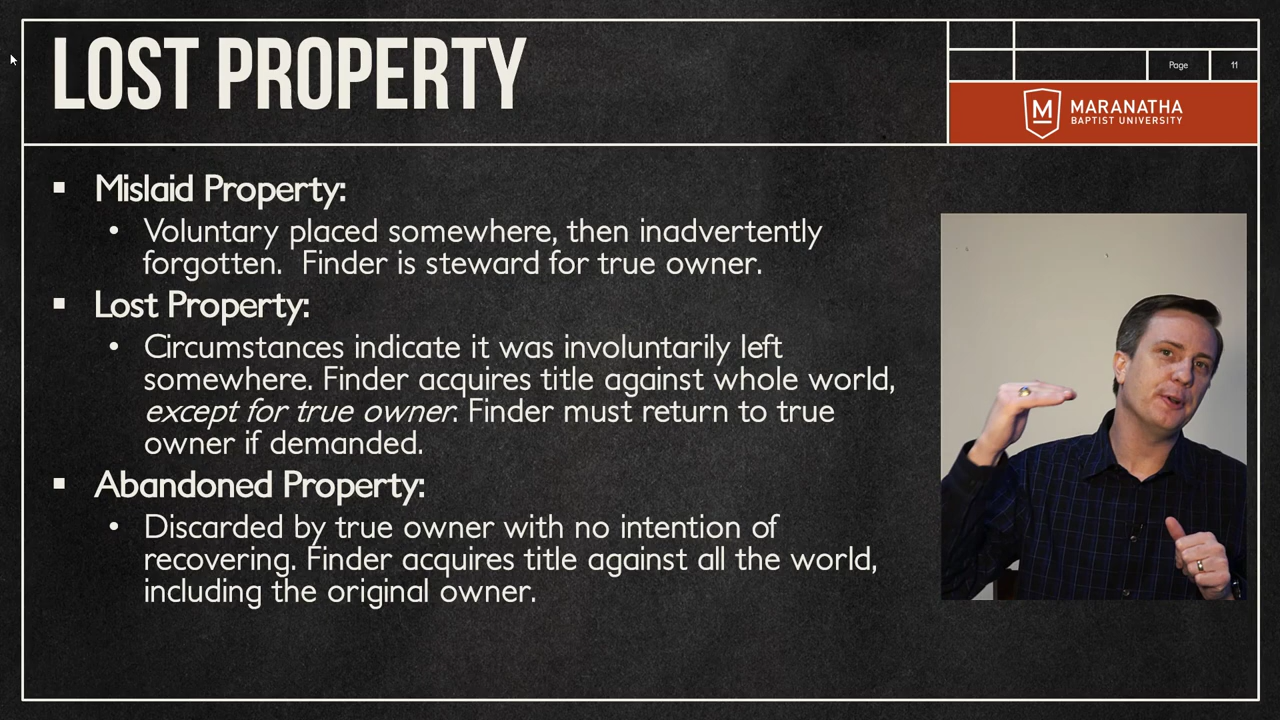 LOST PROPERTY
Page 11
M MARANATHA
BAPTIST UNIVERSITY
▪ Mislaid Property:
• Voluntary placed somewhere, then inadvertently
forgotten.  Finder is steward for true owner.
▪ Lost Property:
• Circumstances indicate it was involuntarily left
somewhere. Finder acquires title against whole world,
except for true owner. Finder must return to true
owner if demanded.
▪ Abandoned Property:
• Discarded by true owner with no intention of
recovering. Finder acquires title against all the world,
including the original owner.